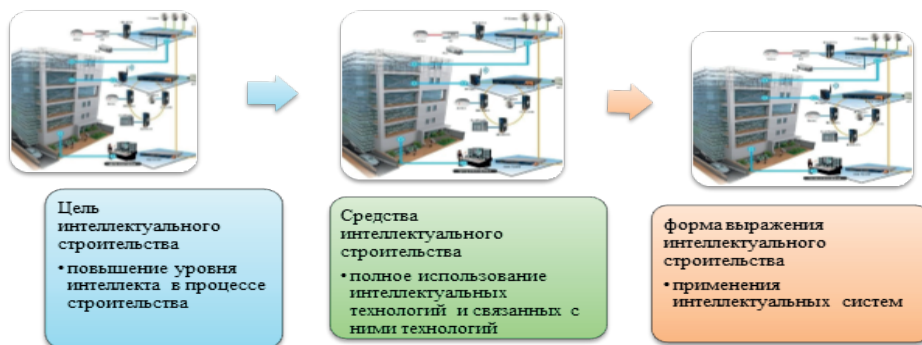 Цель
интеллектуального
строительства
•повышение уровня
интеллекта в процессе
строительства
Средства
интеллектуального
строительства
•полное использование
интеллектуальных
технологий и связанных с
ними технологий
форма выражения
интеллектуального
строительства
•применения
интеллектуальных систем